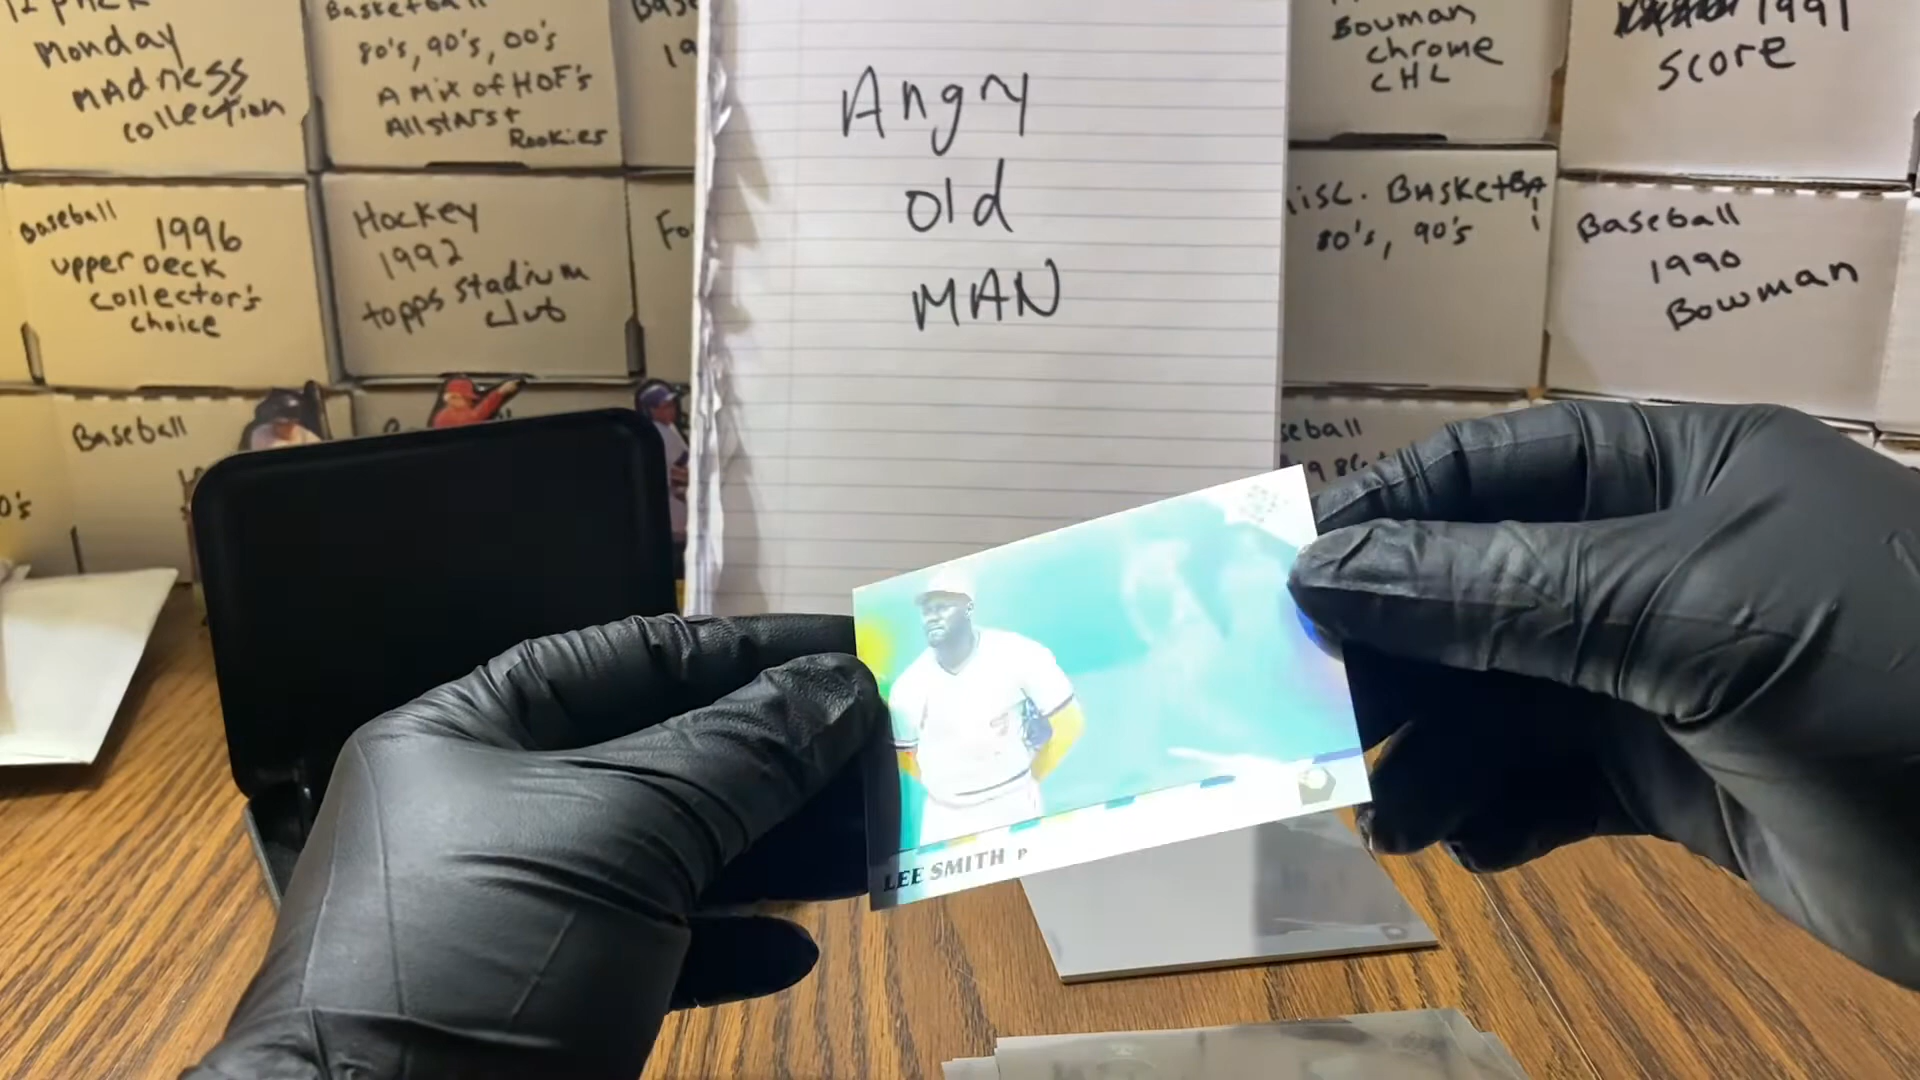 Monday
MADNESS
collection
Basketball
80's, 90's, 00's
A Mix of HOF's
Allstars +
Rookies
Angry
old
MAN
Bowman
chrome
CHL
1991
Score
Baseball
1996
upper Deck
collector's
choice
Hockey
1992
topps stadium
club
80's, 90's
Baseball
1990
Bowman
Baseball
LEE SMITH P